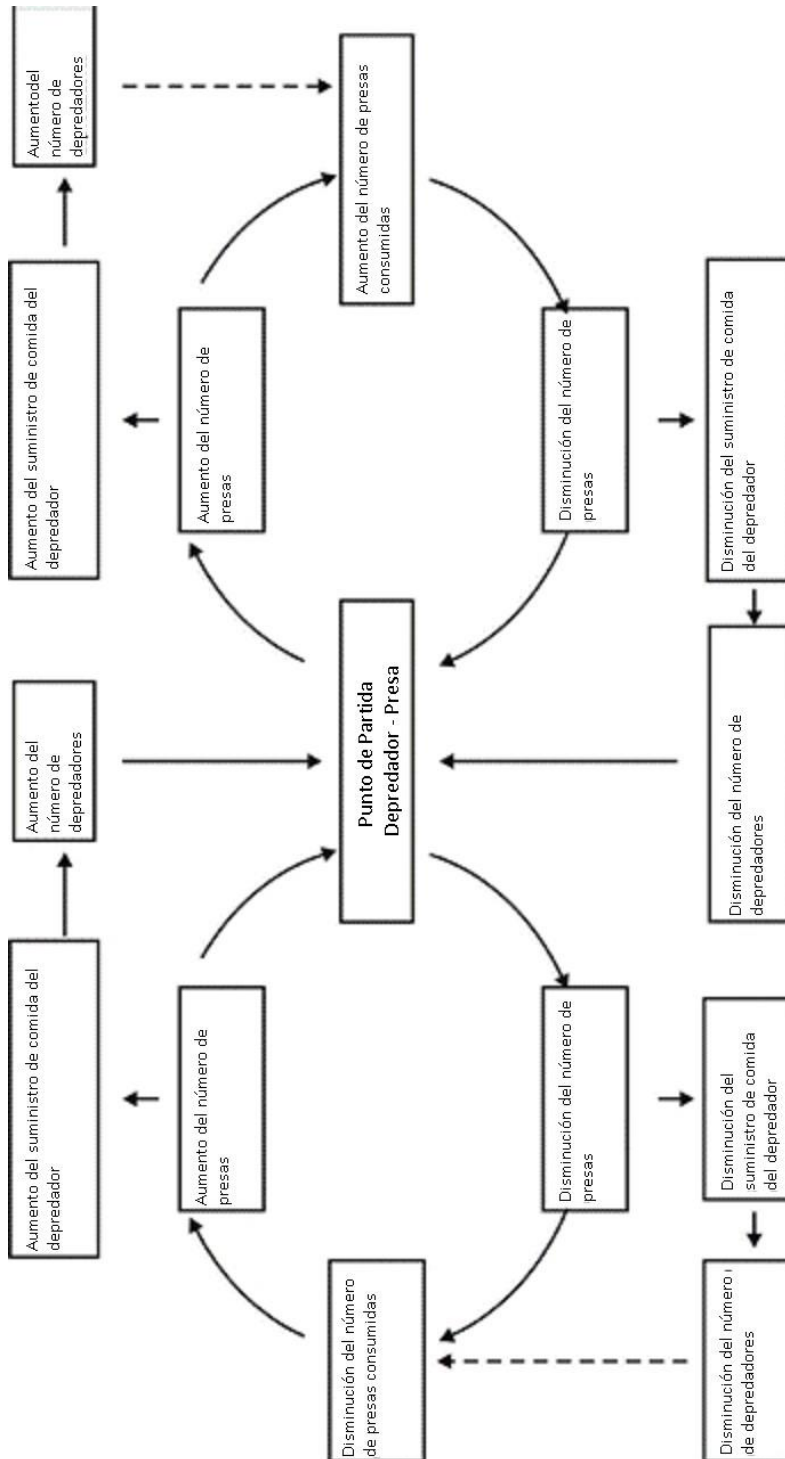 Aumento del suministro de comida del
depredador
Aumento del
número de
depredadores
Aumento del suministro de comida del
depredador
Aumentodel
número de
depredadores
Aumento del número de
presas
Aumento del número de
presas
Disminución del número
de presas consumidas
Punto de Partida
Depredador - Presa
Aumento del número de presas
consumidas
Disminución del número de
presas
Disminución del número de
presas
Disminución del número
de depredadores
Disminución del
suministro de comida
del depredador
Disminución del número de
depredadores
Disminución del suministro de comida
del depredador